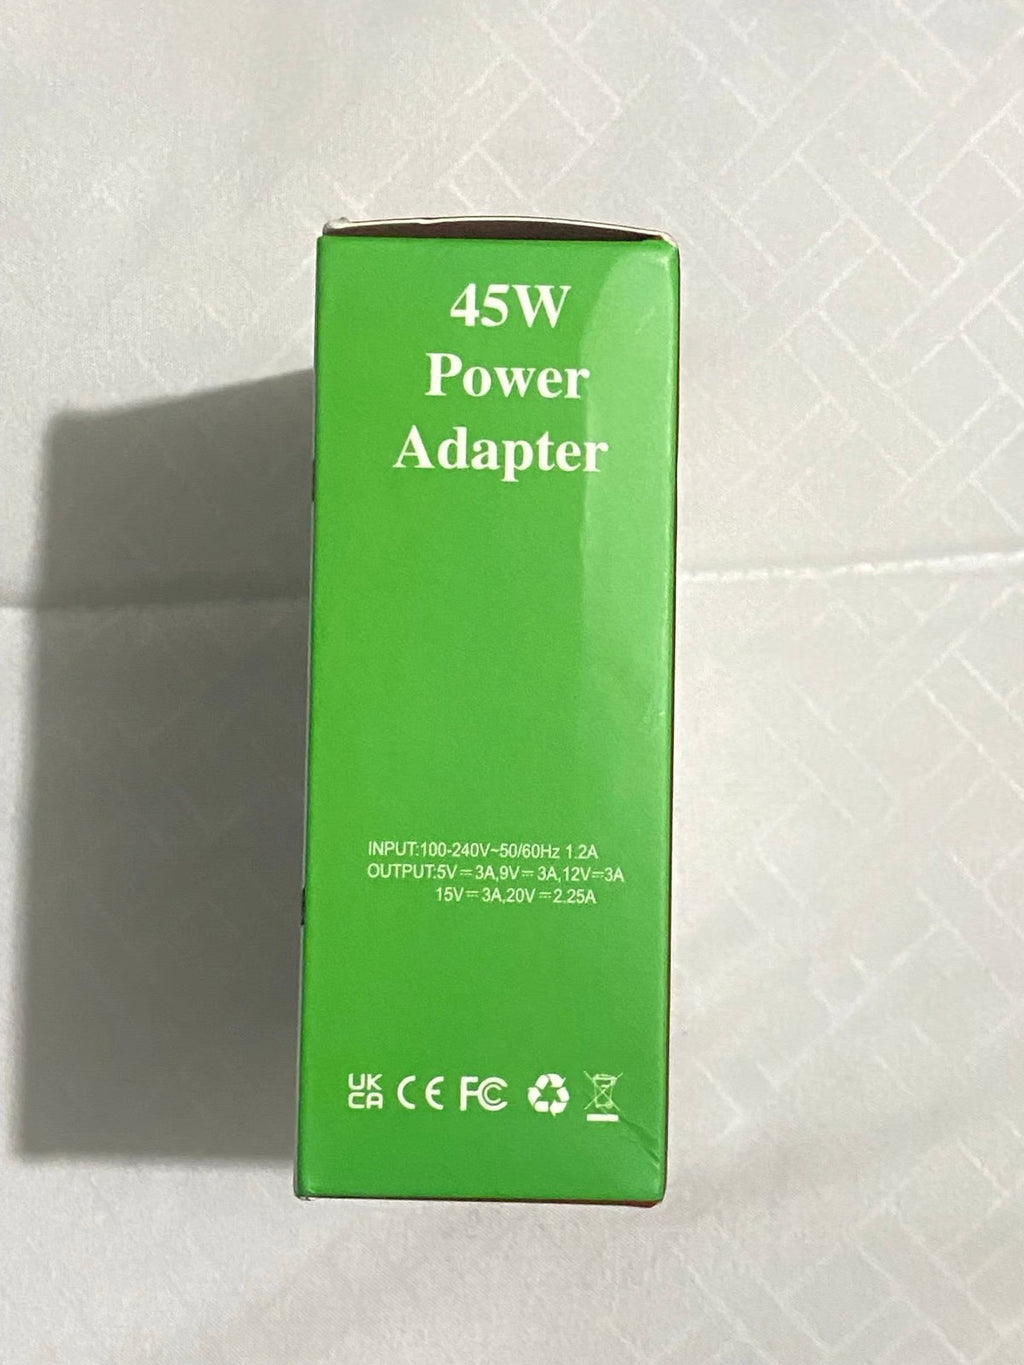 45W
Power
Adapter
INPUT:100-240V~50/60Hz 1.2A
OUTPUT:5V⎓3A,9V⎓3A,12V⎓3A
15V⎓3A,20V⎓2.25A
UK
CA CE FC